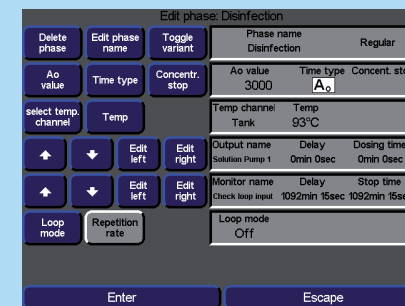 Edit phase: Disinfection
Delete phase
Edit phase name
Toggle variant
Phase name
Disinfection
Regular
Ao value
Time type
Concentr. stop
Ao value
Time type
Concent. sto
3000
A₀
select temp. channel
Temp
Temp channel
Temp
Tank
93°C
Edit left
Edit right
Output name
Delay
Dosing time
Solution Pump 1
0min 0sec
0min 0sec
Edit left
Edit right
Monitor name
Delay
Stop time
Check loop input
1092min 15sec
1092min 15se
Loop mode
Repetition rate
Loop mode
Off
Enter
Escape